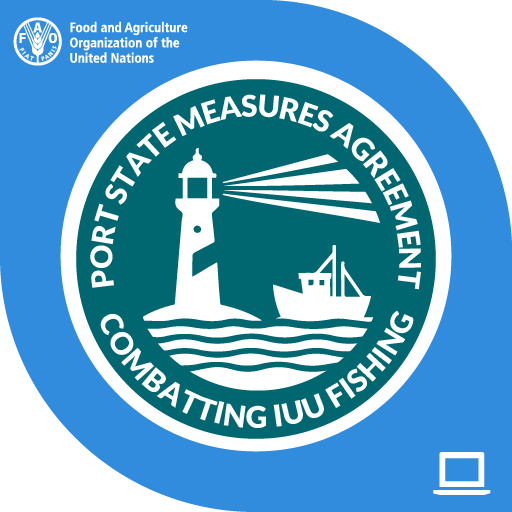 Food and Agriculture
Organization of the
United Nations
F A O
FIAT PANIS
PORT STATE MEASURES AGREEMENT
COMBATTING IUU FISHING